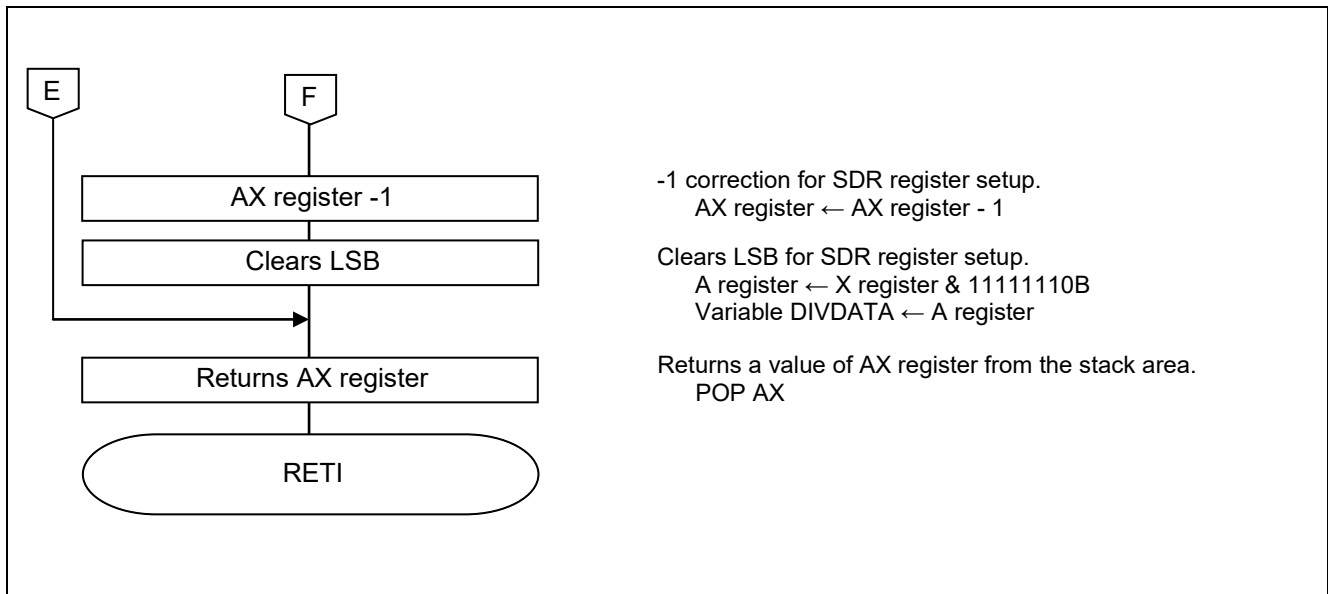 E
F
AX register -1
-1 correction for SDR register setup.
AX register ← AX register - 1
Clears LSB
Clears LSB for SDR register setup.
A register ← X register & 11111110B
Variable DIVDATA ← A register
Returns AX register
Returns a value of AX register from the stack area.
POP AX
RETI